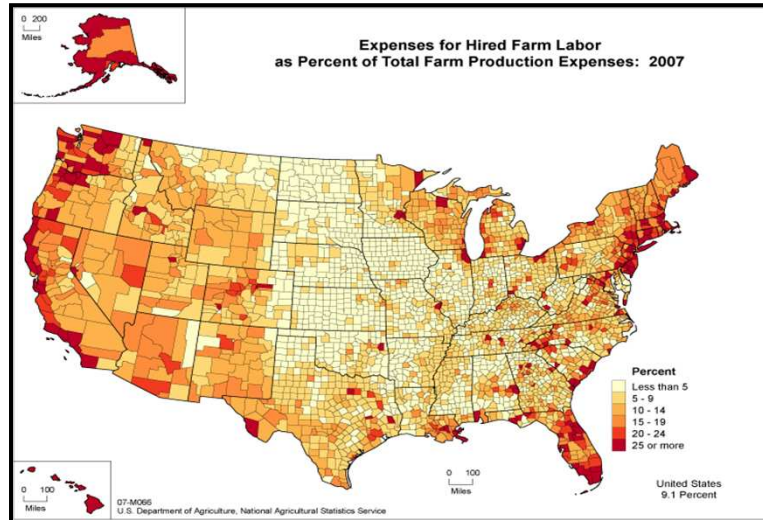 0 200
Miles
Expenses for Hired Farm Labor
as Percent of Total Farm Production Expenses: 2007
Percent
Less than 5
5 - 9
10 - 14
15 - 19
20 - 24
25 or more
0 100
Miles
0 100
Miles
United States
9.1 Percent
07-M066
U.S. Department of Agriculture, National Agricultural Statistics Service